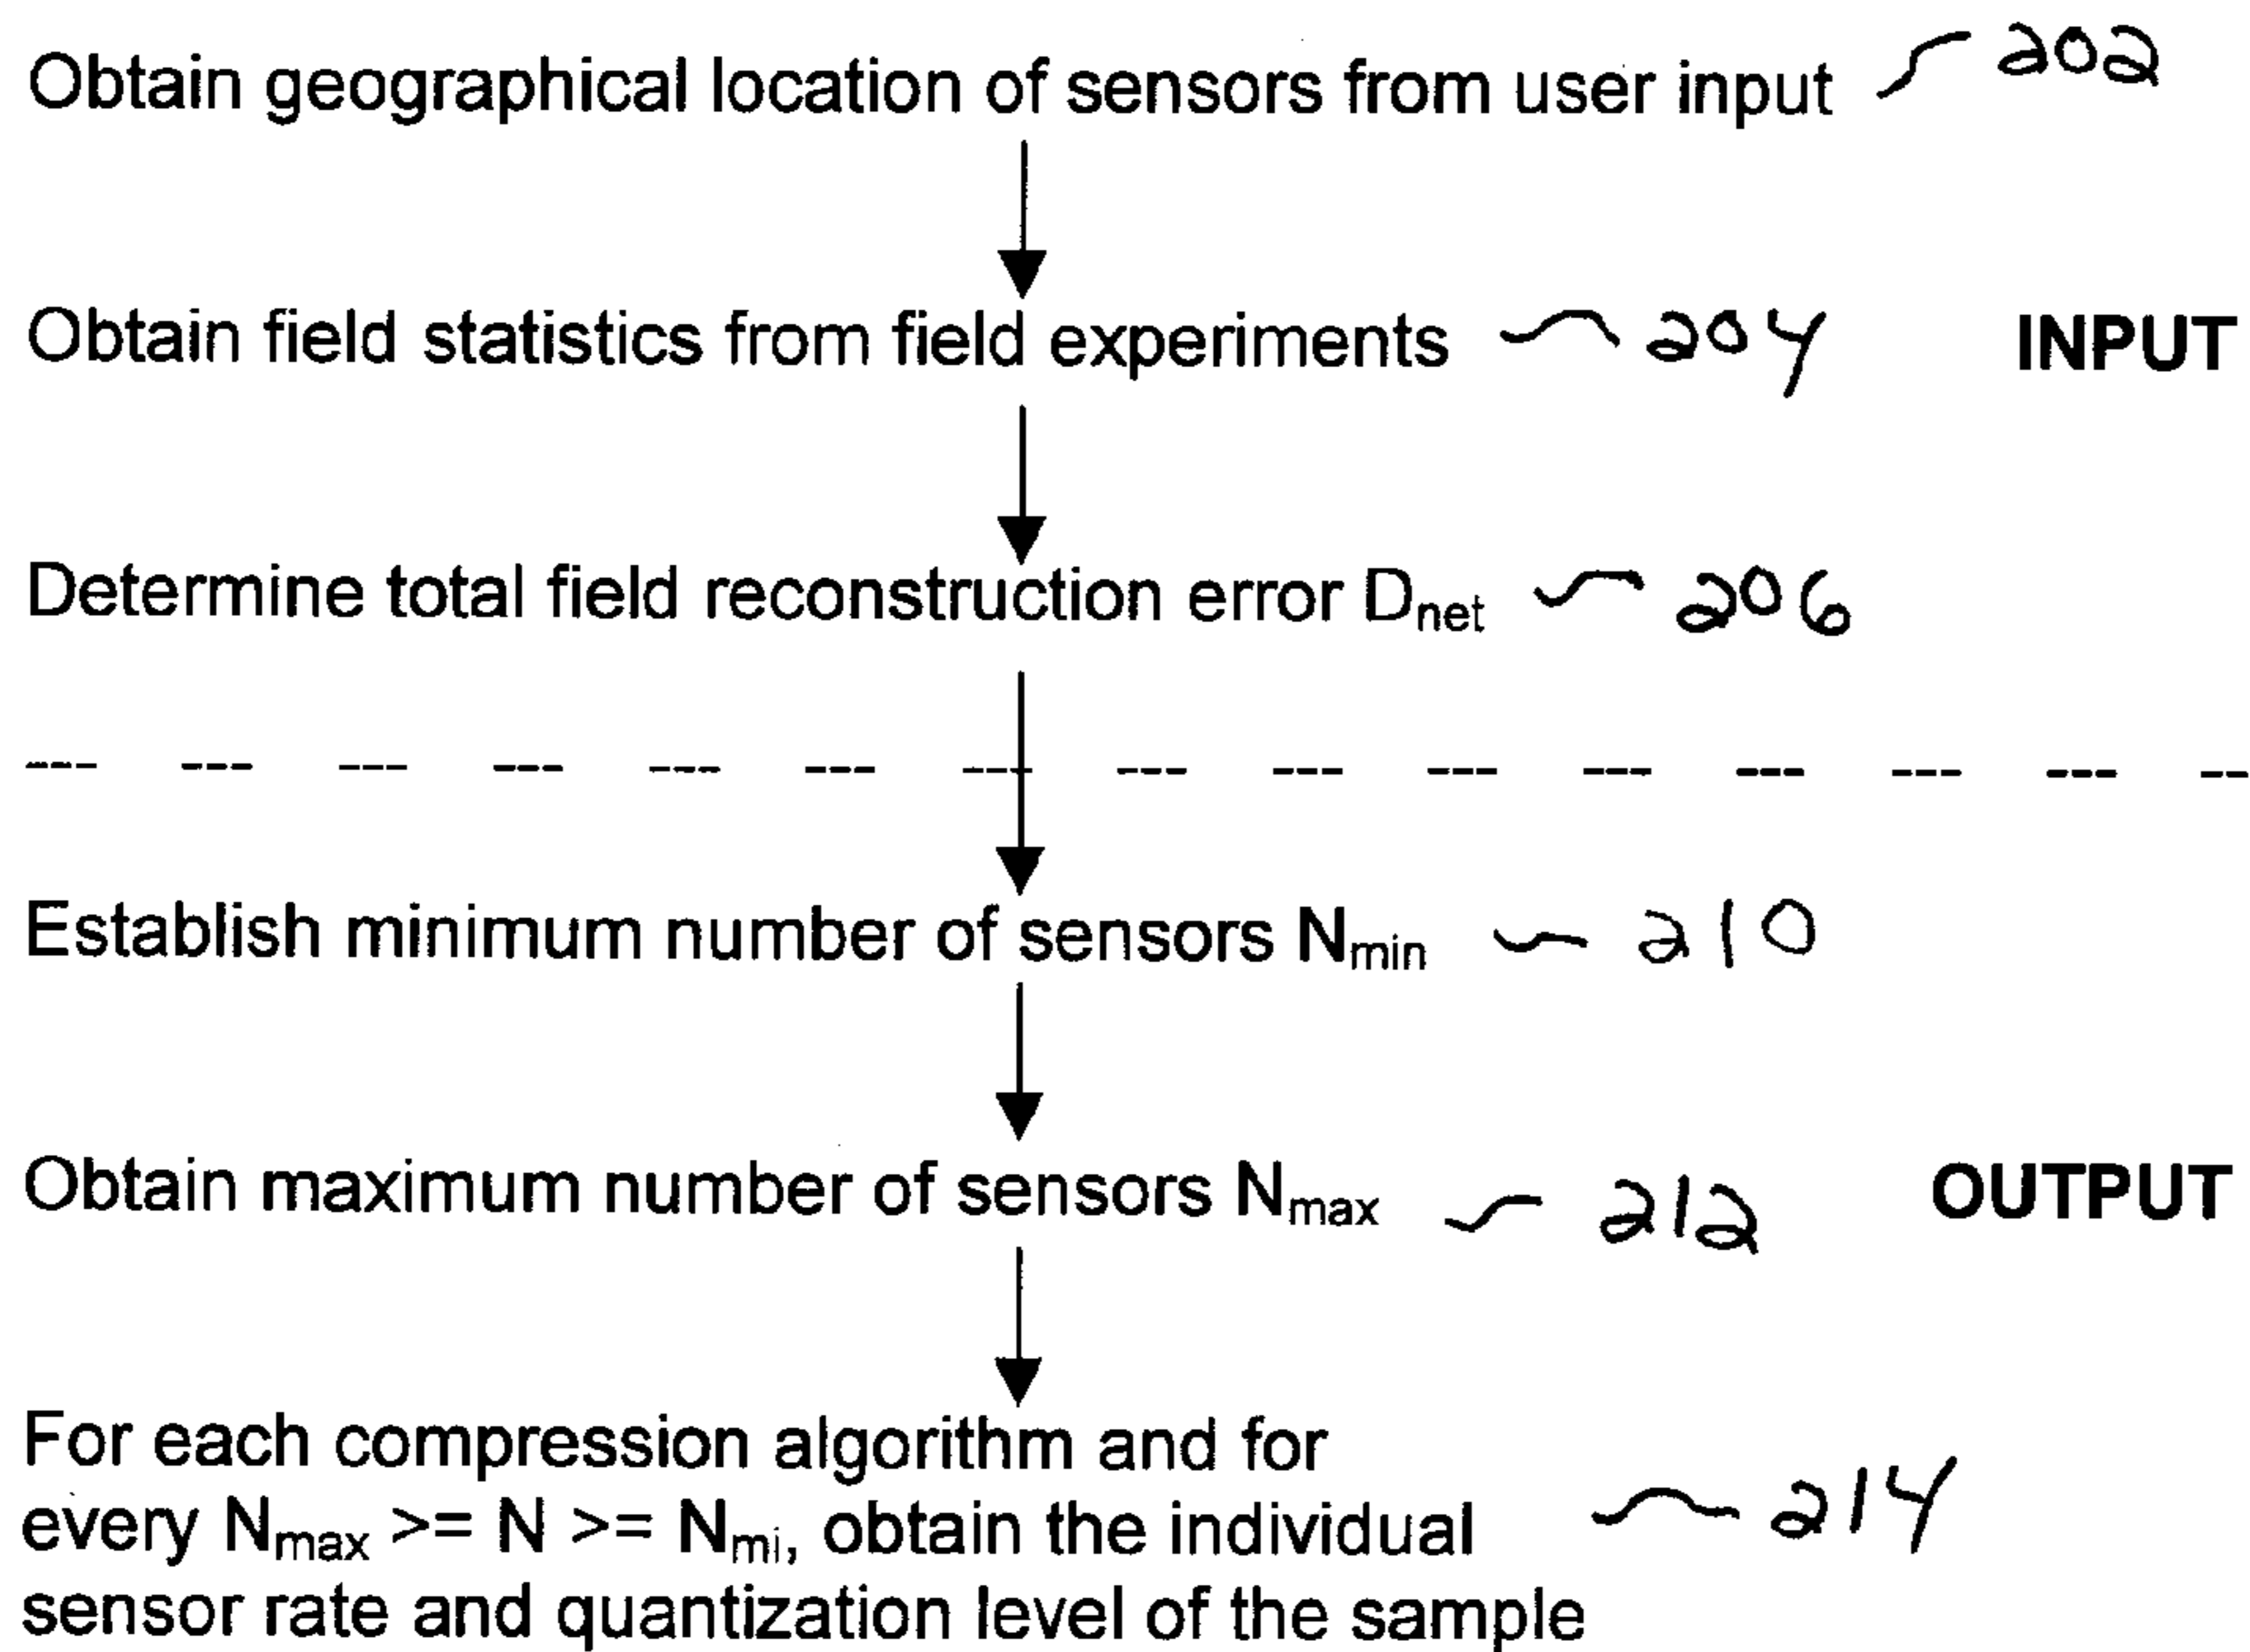 Obtain geographical location of sensors from user input 202
Obtain field statistics from field experiments 204 INPUT
Determine total field reconstruction error Dnet 206
Establish minimum number of sensors Nmin 210
Obtain maximum number of sensors Nmax 212 OUTPUT
For each compression algorithm and for
every Nmax >= N >= Nmi, obtain the individual 214
sensor rate and quantization level of the sample